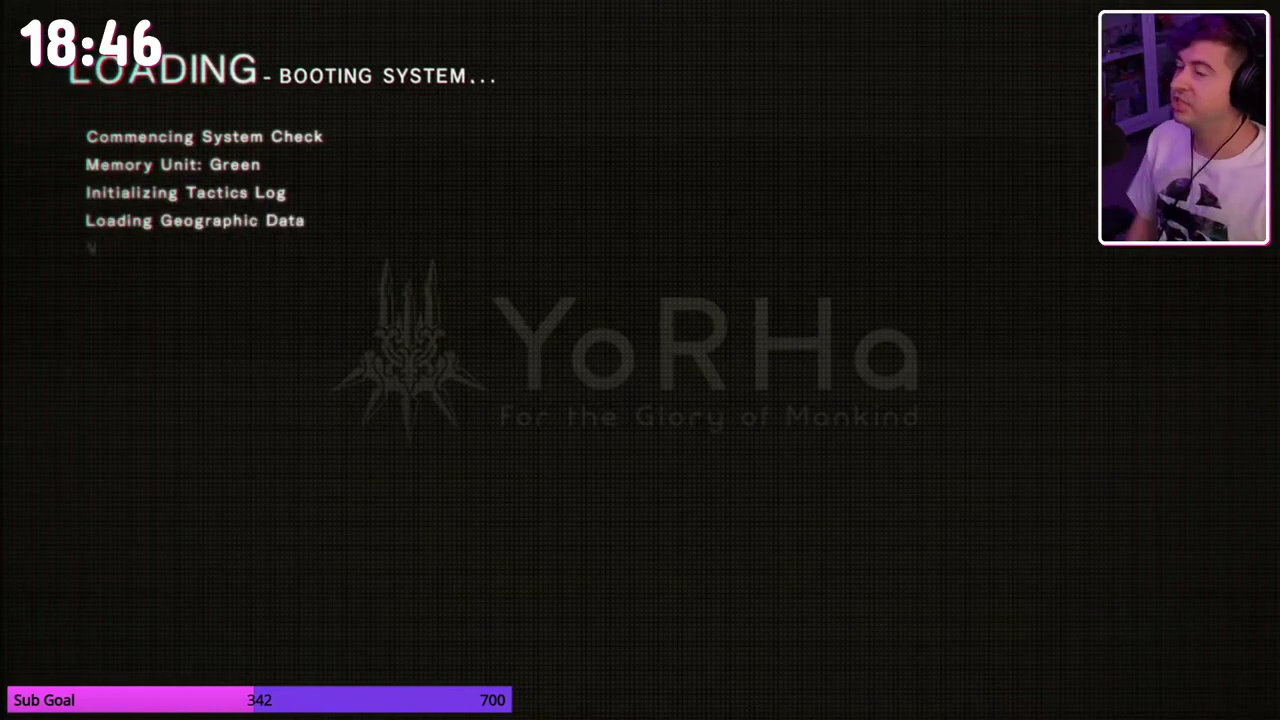 18:46
LOADING - BOOTING SYSTEM...
Commencing System Check
Memory Unit: Green
Initializing Tactics Log
Loading Geographic Data
YoRHa
For the Glory of Mankind
Sub Goal 342 700